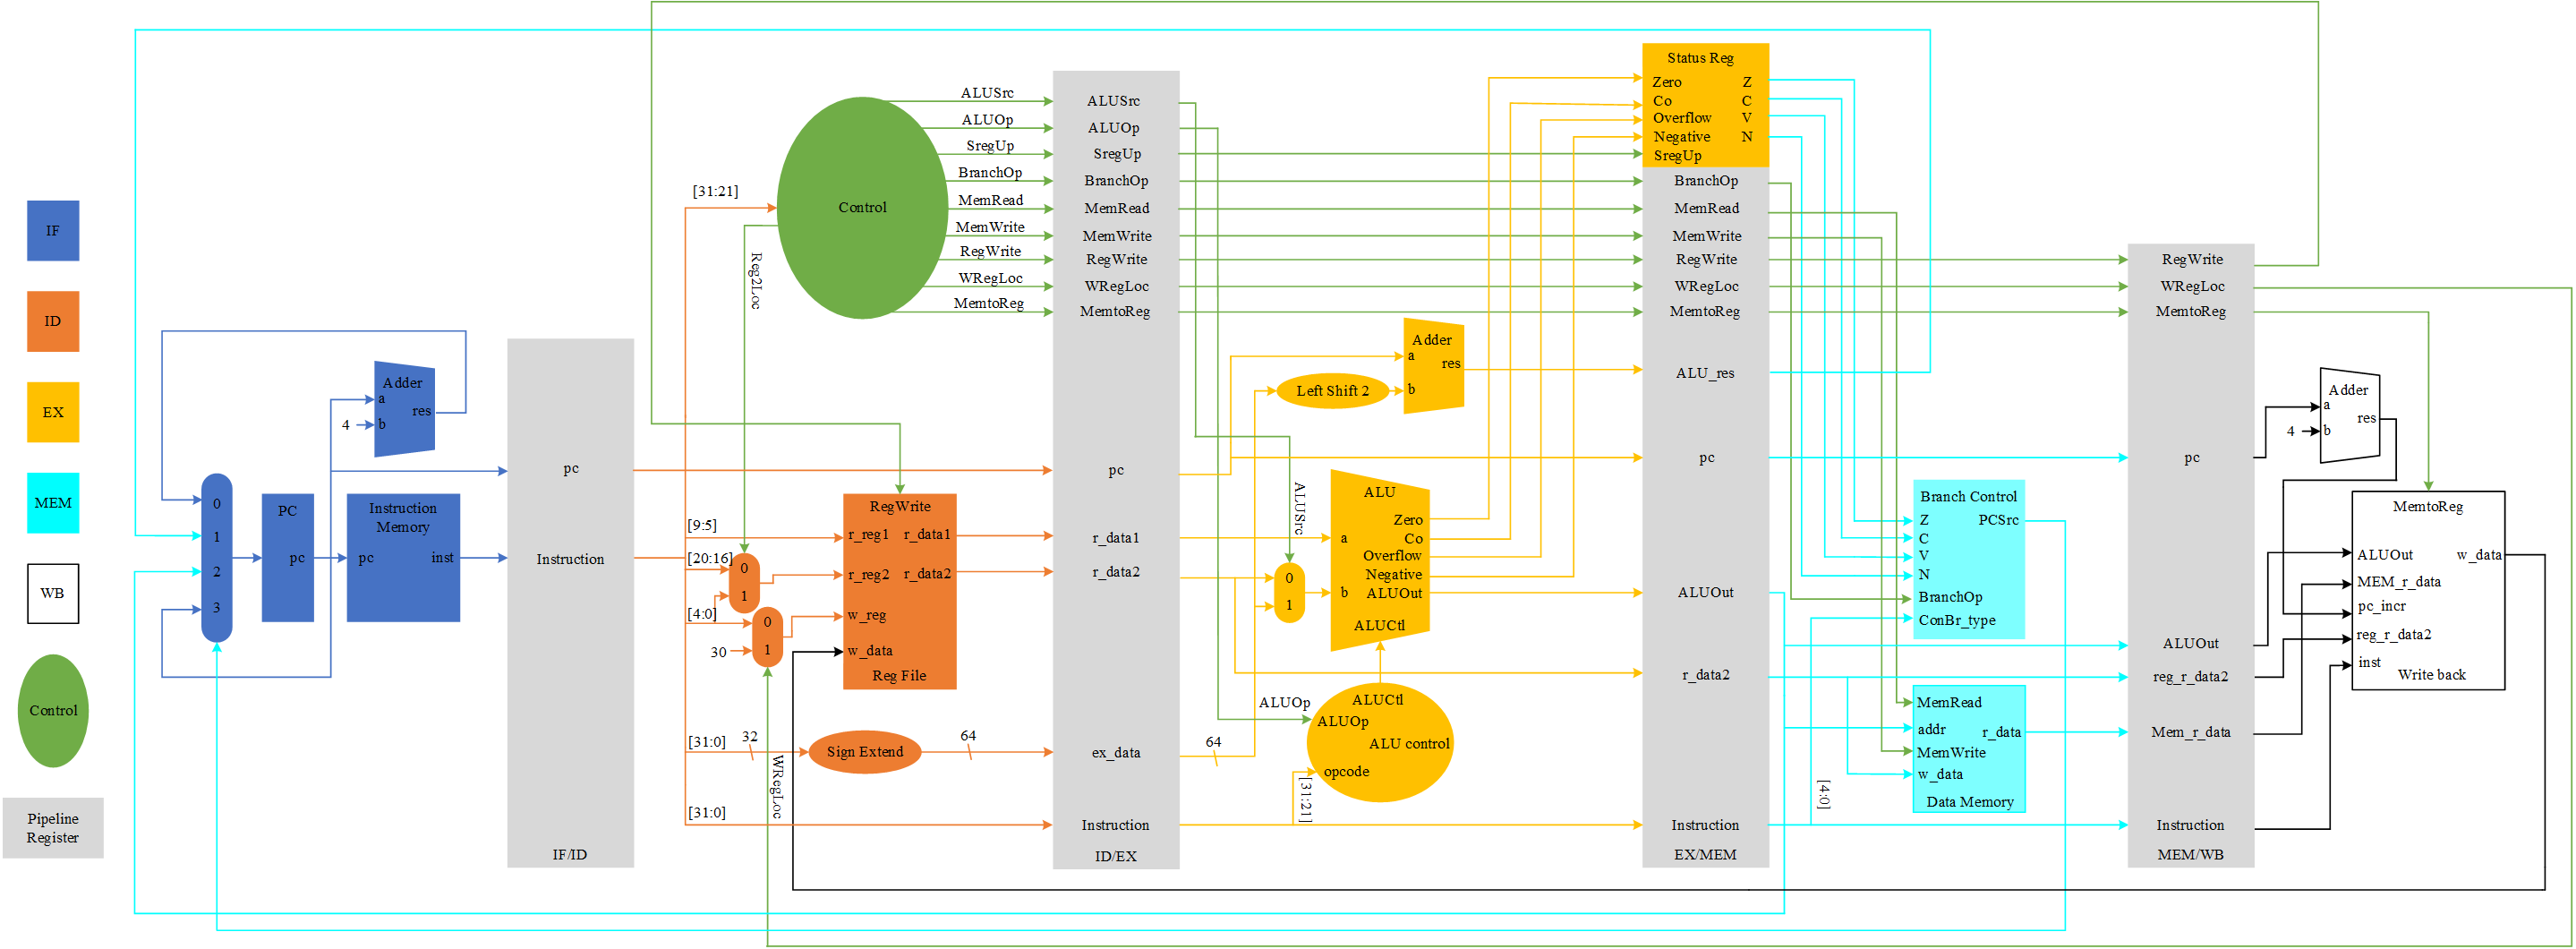 IF
ID
EX
MEM
WB
Control
Pipeline
Register
0
1
2
3
PC
pc
Adder
a
4
b
res
Instruction
Memory
pc
inst
pc
Instruction
IF/ID
[31:21]
Reg2Loc
Control
ALUSrc
ALUOp
SregUp
BranchOp
MemRead
MemWrite
RegWrite
WRegLoc
MemtoReg
[9:5]
[20:16]
[4:0]
30
[31:0]
32
[31:0]
0
1
0
1
WRegLoc
RegWrite
r_reg1
r_data1
r_reg2
r_data2
w_reg
w_data
Reg File
Sign Extend
64
ALUSrc
ALUOp
SregUp
BranchOp
MemRead
MemWrite
RegWrite
WRegLoc
MemtoReg
pc
r_data1
r_data2
ex_data
Instruction
ID/EX
64
Left Shift 2
Adder
a
b
res
ALUSrc
0
1
ALU
Zero
Co
a
Overflow
Negative
b
ALUOut
ALUCtl
ALUOp
ALUCtl
ALUOp
ALU control
opcode
[31:21]
Status Reg
Zero
Z
Co
C
Overflow
V
Negative
N
SregUp
BranchOp
MemRead
MemWrite
RegWrite
WRegLoc
MemtoReg
ALU_res
pc
ALUOut
r_data2
Instruction
EX/MEM
[4:0]
Branch Control
Z
PCSrc
C
V
N
BranchOp
ConBr_type
MemRead
addr
r_data
MemWrite
w_data
Data Memory
RegWrite
WRegLoc
MemtoReg
pc
ALUOut
reg_r_data2
Mem_r_data
Instruction
MEM/WB
Adder
a
4
b
res
MemtoReg
ALUOut
w_data
MEM_r_data
pc_incr
reg_r_data2
inst
Write back